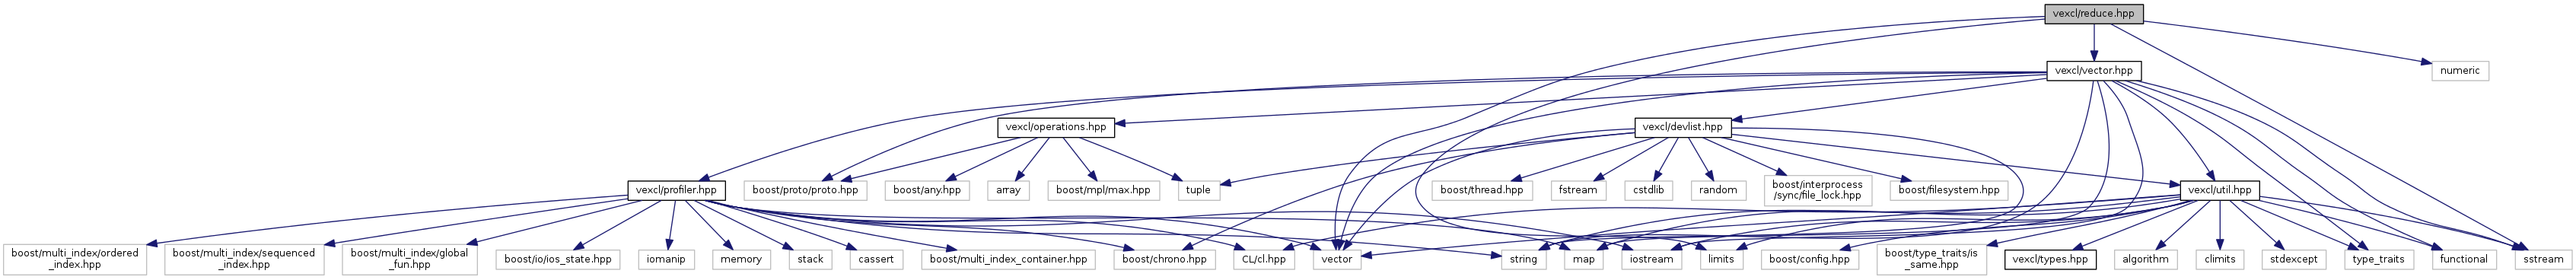 vexcl/reduce.hpp
vexcl/vector.hpp
numeric
vexcl/operations.hpp
vexcl/devlist.hpp
vexcl/profiler.hpp
boost/proto/proto.hpp
boost/any.hpp
array
boost/mpl/max.hpp
tuple
boost/thread.hpp
fstream
cstdlib
random
boost/interprocess
/sync/file_lock.hpp
boost/filesystem.hpp
vexcl/util.hpp
boost/multi_index/ordered
_index.hpp
boost/multi_index/sequenced
_index.hpp
boost/multi_index/global
_fun.hpp
boost/io/ios_state.hpp
iomanip
memory
stack
cassert
boost/multi_index_container.hpp
boost/chrono.hpp
CL/cl.hpp
vector
string
map
iostream
limits
boost/config.hpp
boost/type_traits/is
_same.hpp
vexcl/types.hpp
algorithm
climits
stdexcept
type_traits
functional
sstream